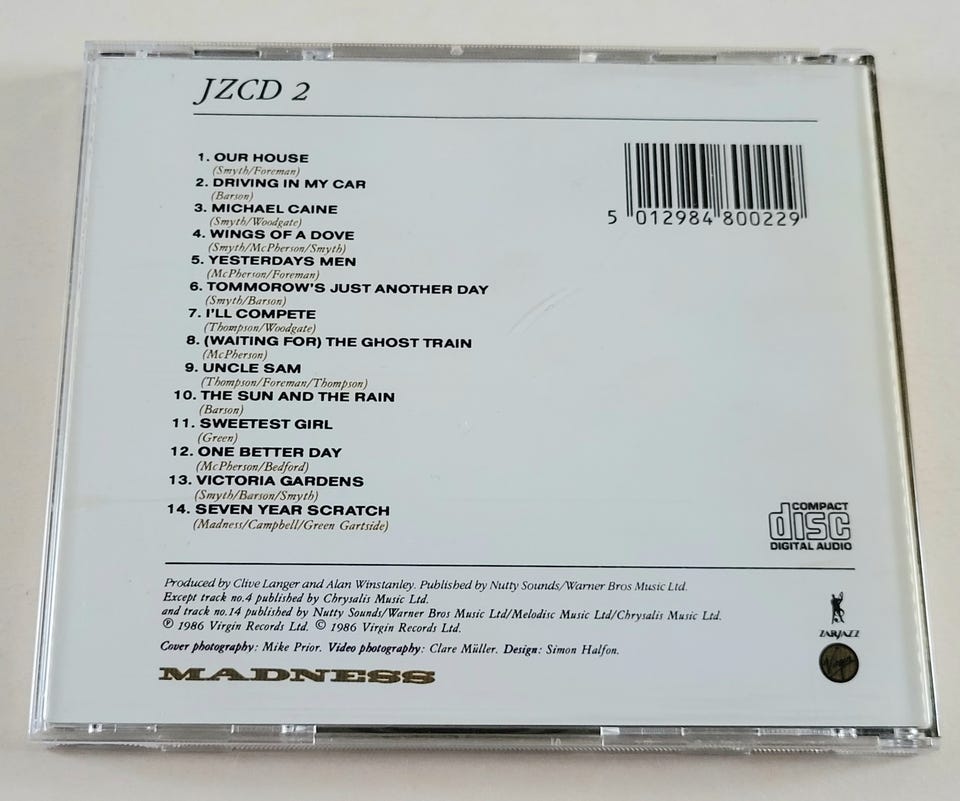 JZCD 2
1. OUR HOUSE
(Smyth/Foreman)
2. DRIVING IN MY CAR
(Barson)
3. MICHAEL CAINE
(Smyth/Woodgate)
4. WINGS OF A DOVE
(Smyth/McPherson/Smyth)
5. YESTERDAYS MEN
(McPherson/Foreman)
6. TOMMOROW'S JUST ANOTHER DAY
(Smyth/Barson)
7. I'LL COMPETE
(Thompson/Woodgate)
8. (WAITING FOR) THE GHOST TRAIN
(McPherson)
9. UNCLE SAM
(Thompson/Foreman/Thompson)
10. THE SUN AND THE RAIN
(Barson)
11. SWEETEST GIRL
(Green)
12. ONE BETTER DAY
(McPherson/Bedford)
13. VICTORIA GARDENS
(Smyth/Barson/Smyth)
14. SEVEN YEAR SCRATCH
(Madness/Campbell/Green Gartside)
5 012984 800229
COMPACT
disc
DIGITAL AUDIO
Produced by Clive Langer and Alan Winstanley. Published by Nutty Sounds/Warner Bros Music Ltd.
Except track no.4 published by Chrysalis Music Ltd.
and track no.14 published by Nutty Sounds/Warner Bros Music Ltd/Melodisc Music Ltd/Chrysalis Music Ltd.
℗ 1986 Virgin Records Ltd. © 1986 Virgin Records Ltd.
Cover photography: Mike Prior. Video photography: Clare Müller. Design: Simon Halfon.
MADNESS
ZARJAZZ
Virgin